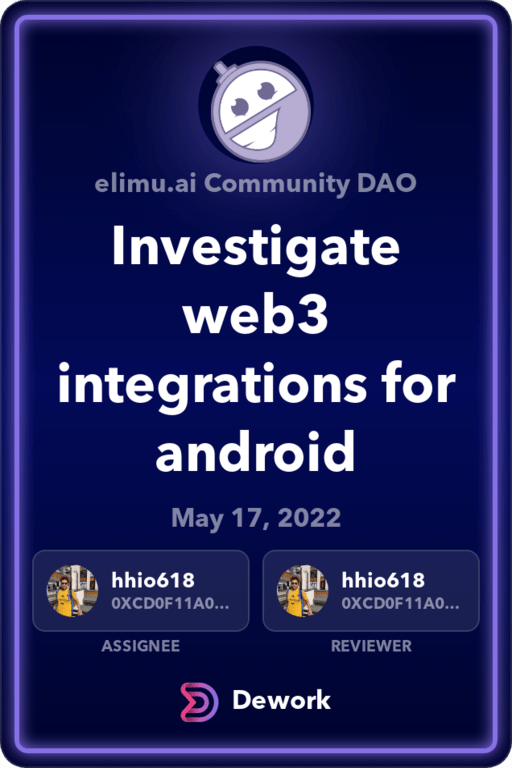 elimu.ai Community DAO
Investigate
web3
integrations for
android
May 17, 2022
hhio618
0XCD0F11A0...
hhio618
0XCD0F11A0...
ASSIGNEE
REVIEWER
Dework